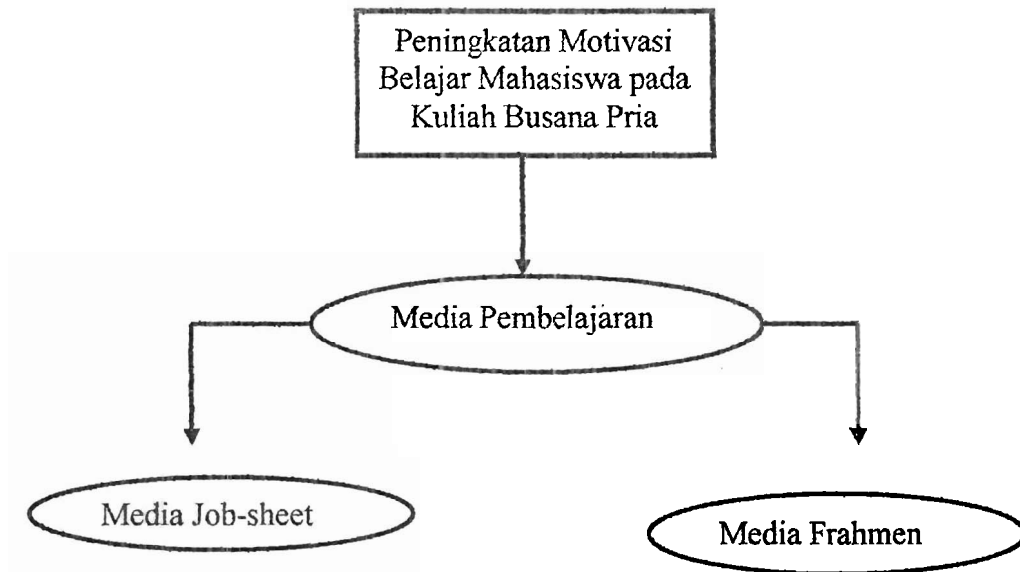 Peningkatan Motivasi
Belajar Mahasiswa pada
Kuliah Busana Pria
Media Pembelajaran
Media Job-sheet
Media Frahmen